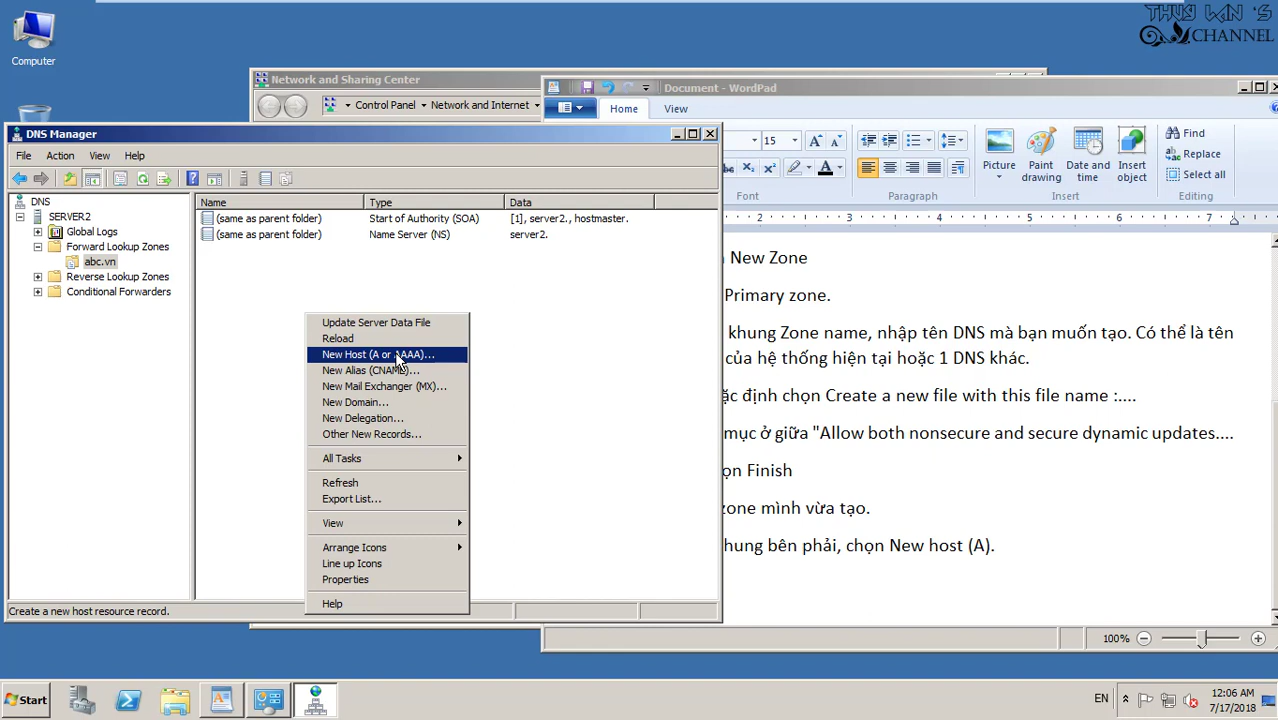 THUY WIN 'S
CHANNEL
Computer
Network and Sharing Center
Control Panel
Network and Internet
Document - WordPad
Home
View
15
Picture
Paint drawing
Date and time
Insert object
Find
Replace
Select all
Font
Paragraph
Insert
Editing
2
3
4
5
6
7
New Zone
Primary zone.
khung Zone name, nhập tên DNS mà bạn muốn tạo. Có thể là tên
của hệ thống hiện tại hoặc 1 DNS khác.
định chọn Create a new file with this file name :....
mục ở giữa "Allow both nonsecure and secure dynamic updates....
Finish
zone mình vừa tạo.
bên phải, chọn New host (A).
100%
DNS Manager
File
Action
View
Help
DNS
SERVER2
Global Logs
Forward Lookup Zones
abc.vn
Reverse Lookup Zones
Conditional Forwarders
Name
Type
Data
(same as parent folder)
Start of Authority (SOA)
[1], server2., hostmaster.
(same as parent folder)
Name Server (NS)
server2.
Update Server Data File
Reload
New Host (A or AAAA)...
New Alias (CNAME)...
New Mail Exchanger (MX)...
New Domain...
New Delegation...
Other New Records...
All Tasks
Refresh
Export List...
View
Arrange Icons
Line up Icons
Properties
Help
Create a new host resource record.
Start
EN
12:06 AM
7/17/2018